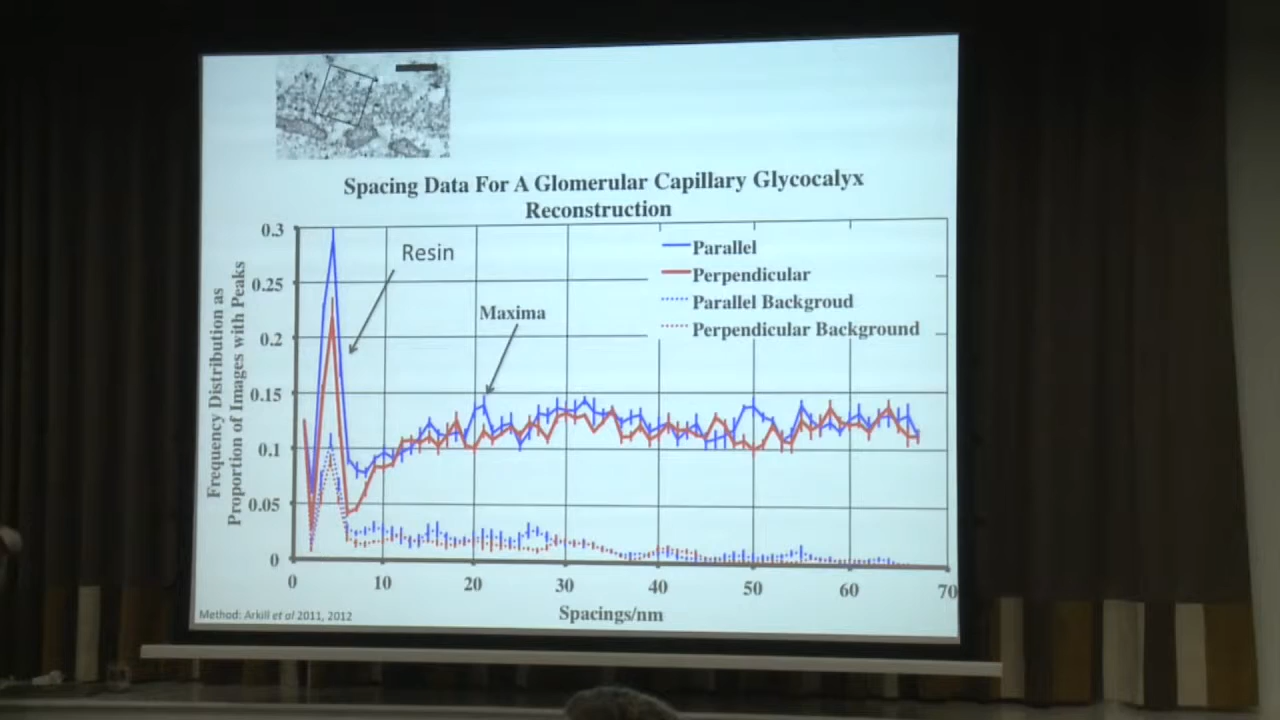 Spacing Data For A Glomerular Capillary Glycocalyx
Reconstruction
Frequency Distribution as
Proportion of Images with Peaks
0.3
0.25
0.2
0.15
0.1
0.05
0
Resin
Maxima
Parallel
Perpendicular
Parallel Backgroud
Perpendicular Background
0 10 20 30 40 50 60 70
Spacings/nm
Method: Arkill et al 2011, 2012